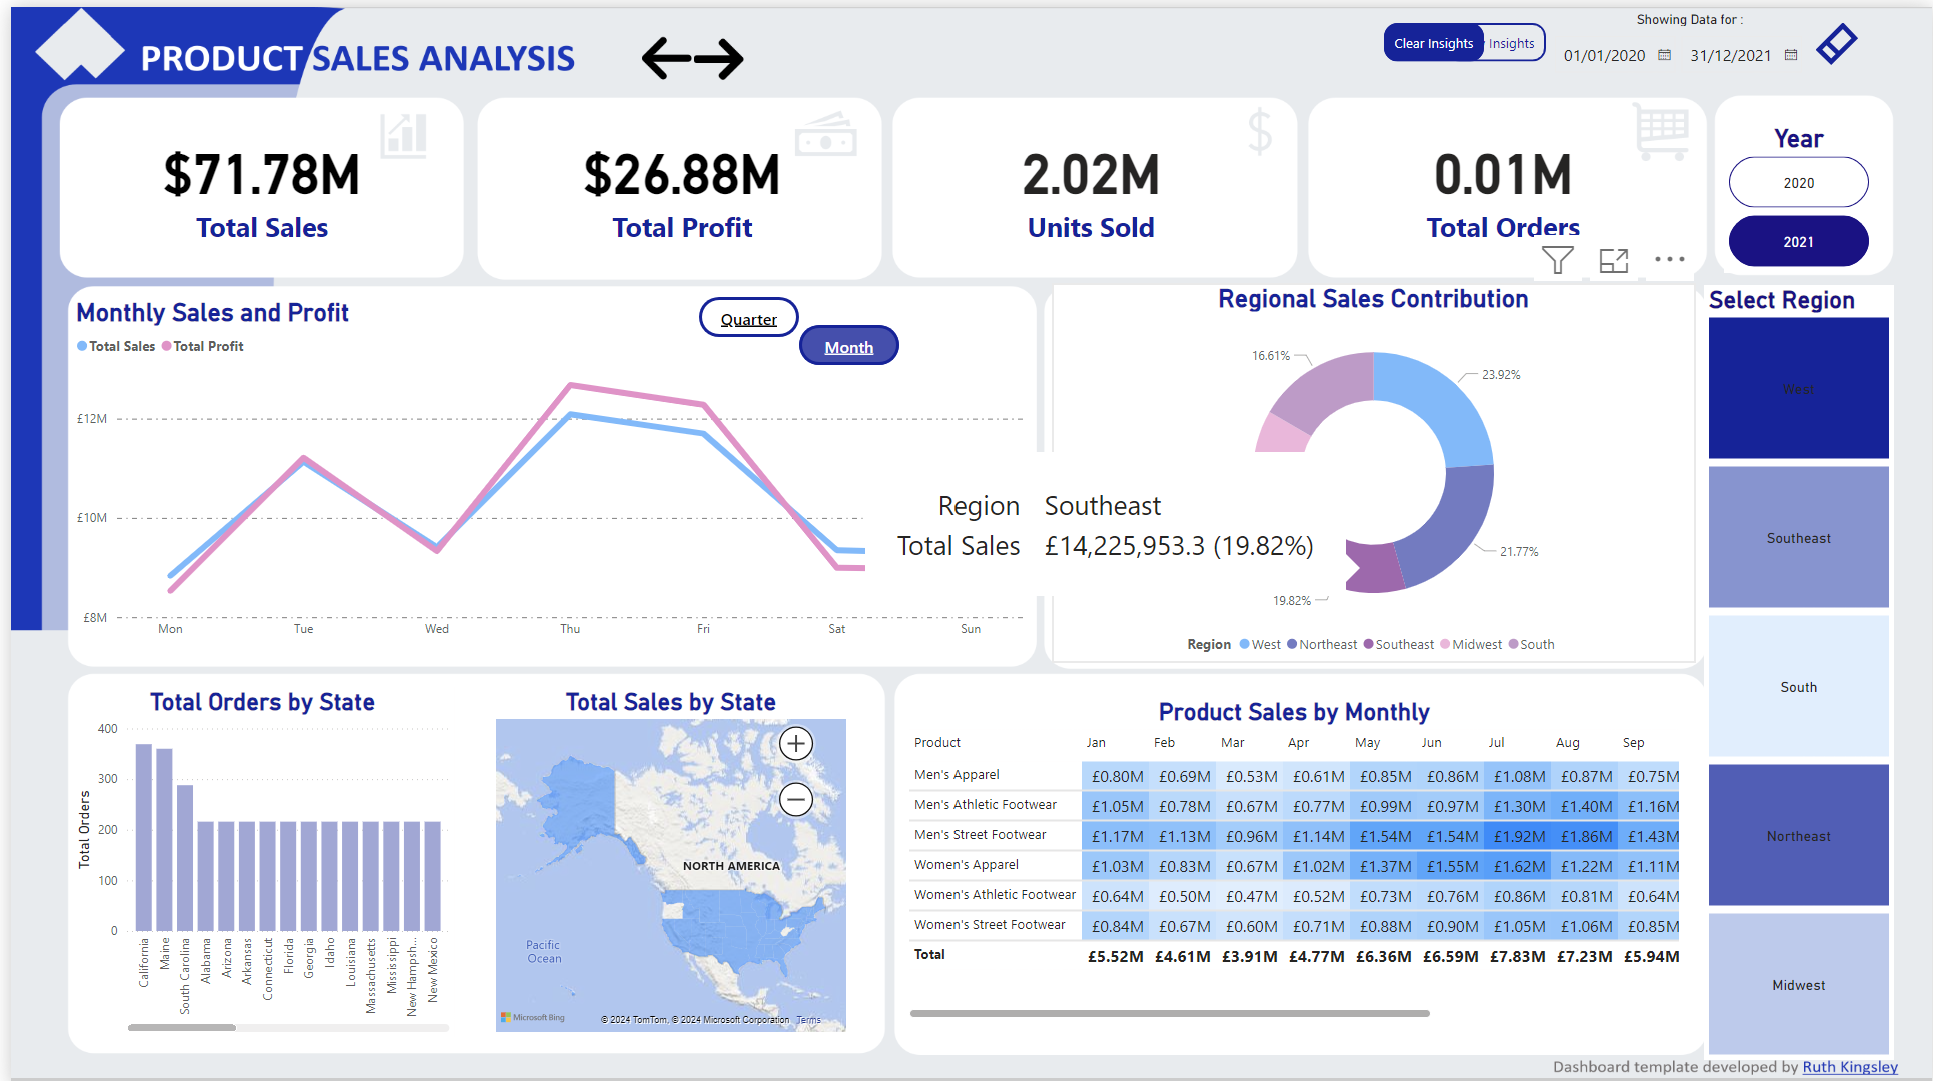 PRODUCT SALES ANALYSIS
Clear Insights
Insights
Showing Data for :
01/01/2020
31/12/2021
$71.78M
Total Sales
$26.88M
Total Profit
2.02M
Units Sold
0.01M
Total Orders
Year
2020
2021
Monthly Sales and Profit
Total Sales Total Profit
Quarter
Month
£12M
£10M
£8M
Mon Tue Wed Thu Fri Sat Sun
Regional Sales Contribution
16.61%
23.92%
21.77%
19.82%
Region Southeast
Total Sales £14,225,953.3 (19.82%)
Region West Northeast Southeast Midwest South
Select Region
West
Southeast
South
Northeast
Midwest
Total Orders by State
Total Orders
400
300
200
100
0
California
Maine
South Carolina
Alabama
Arizona
Arkansas
Connecticut
Florida
Georgia
Idaho
Louisiana
Massachusetts
Mississippi
New Hampsh...
New Mexico
Total Sales by State
NORTH AMERICA
Pacific
Ocean
Microsoft Bing
© 2024 TomTom, © 2024 Microsoft Corporation Terms
Product Sales by Monthly
Product Jan Feb Mar Apr May Jun Jul Aug Sep
Men's Apparel £0.80M £0.69M £0.53M £0.61M £0.85M £0.86M £1.08M £0.87M £0.75M
Men's Athletic Footwear £1.05M £0.78M £0.67M £0.77M £0.99M £0.97M £1.30M £1.40M £1.16M
Men's Street Footwear £1.17M £1.13M £0.96M £1.14M £1.54M £1.54M £1.92M £1.86M £1.43M
Women's Apparel £1.03M £0.83M £0.67M £1.02M £1.37M £1.55M £1.62M £1.22M £1.11M
Women's Athletic Footwear £0.64M £0.50M £0.47M £0.52M £0.73M £0.76M £0.86M £0.81M £0.64M
Women's Street Footwear £0.84M £0.67M £0.60M £0.71M £0.88M £0.90M £1.05M £1.06M £0.85M
Total £5.52M £4.61M £3.91M £4.77M £6.36M £6.59M £7.83M £7.23M £5.94M
Dashboard template developed by Ruth Kingsley